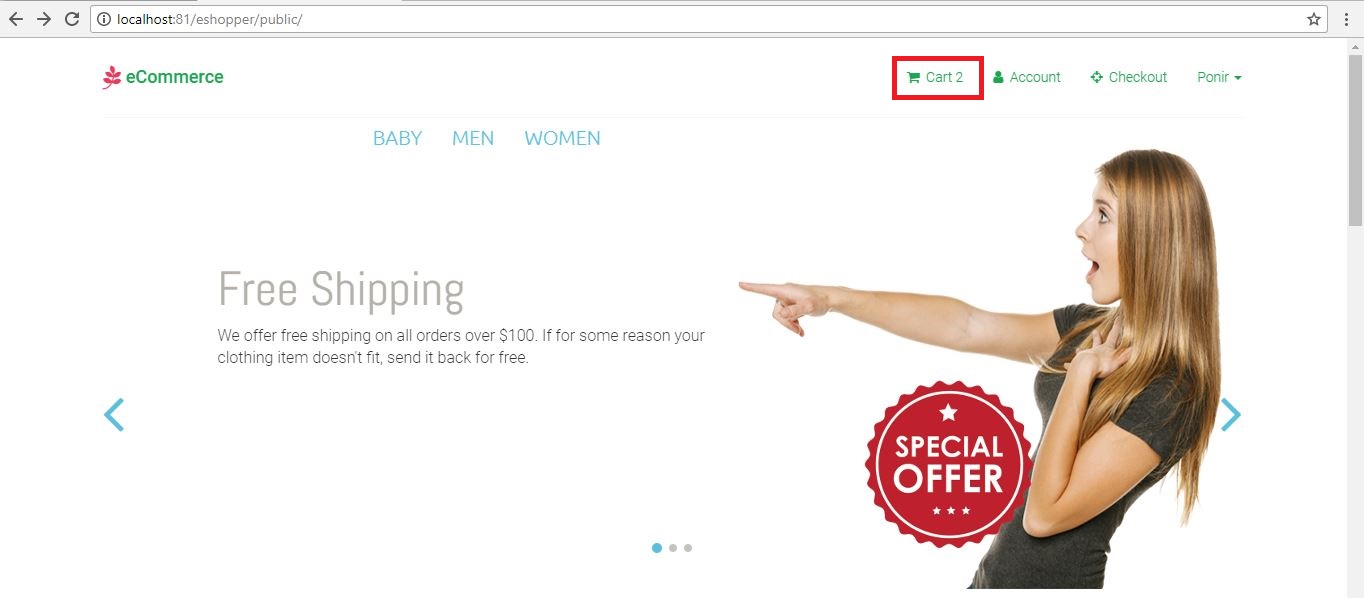 localhost:81/eshopper/public/
eCommerce
Cart 2
Account
Checkout
Ponir
BABY MEN WOMEN
Free Shipping
We offer free shipping on all orders over $100. If for some reason your
clothing item doesn't fit, send it back for free.
SPECIAL
OFFER